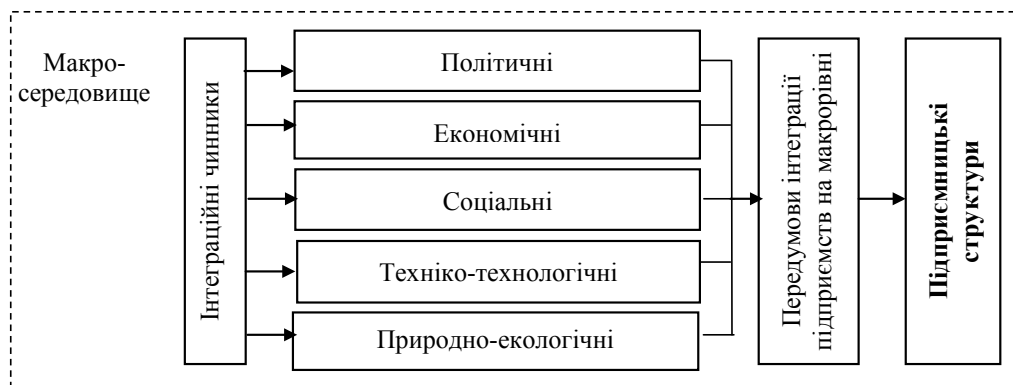 Макро-
середовище
Інтеграційні чинники
Політичні
Економічні
Соціальні
Техніко-технологічні
Природно-екологічні
Передумови інтеграції
підприємств на макрорівні
Підприємницькі
структури